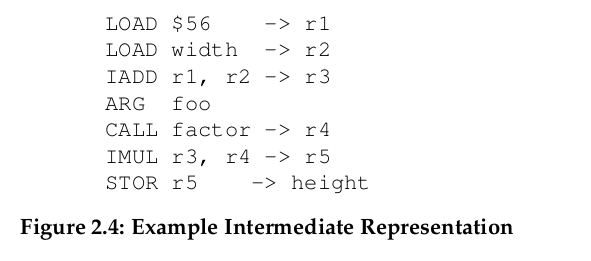 LOAD $56    -> r1
LOAD width  -> r2
IADD r1, r2 -> r3
ARG  foo
CALL factor -> r4
IMUL r3, r4 -> r5
STOR r5    -> height
Figure 2.4: Example Intermediate Representation